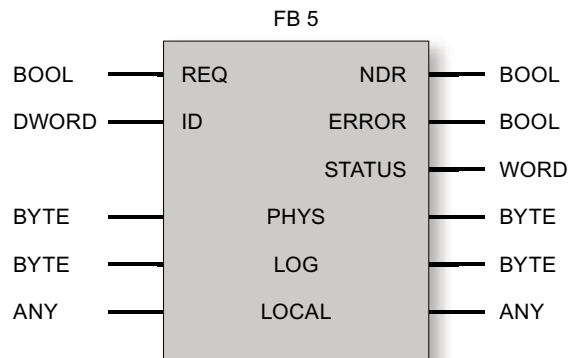 FB 5
BOOL REQ NDR BOOL
DWORD ID ERROR BOOL
STATUS WORD
BYTE PHYS BYTE
BYTE LOG BYTE
ANY LOCAL ANY